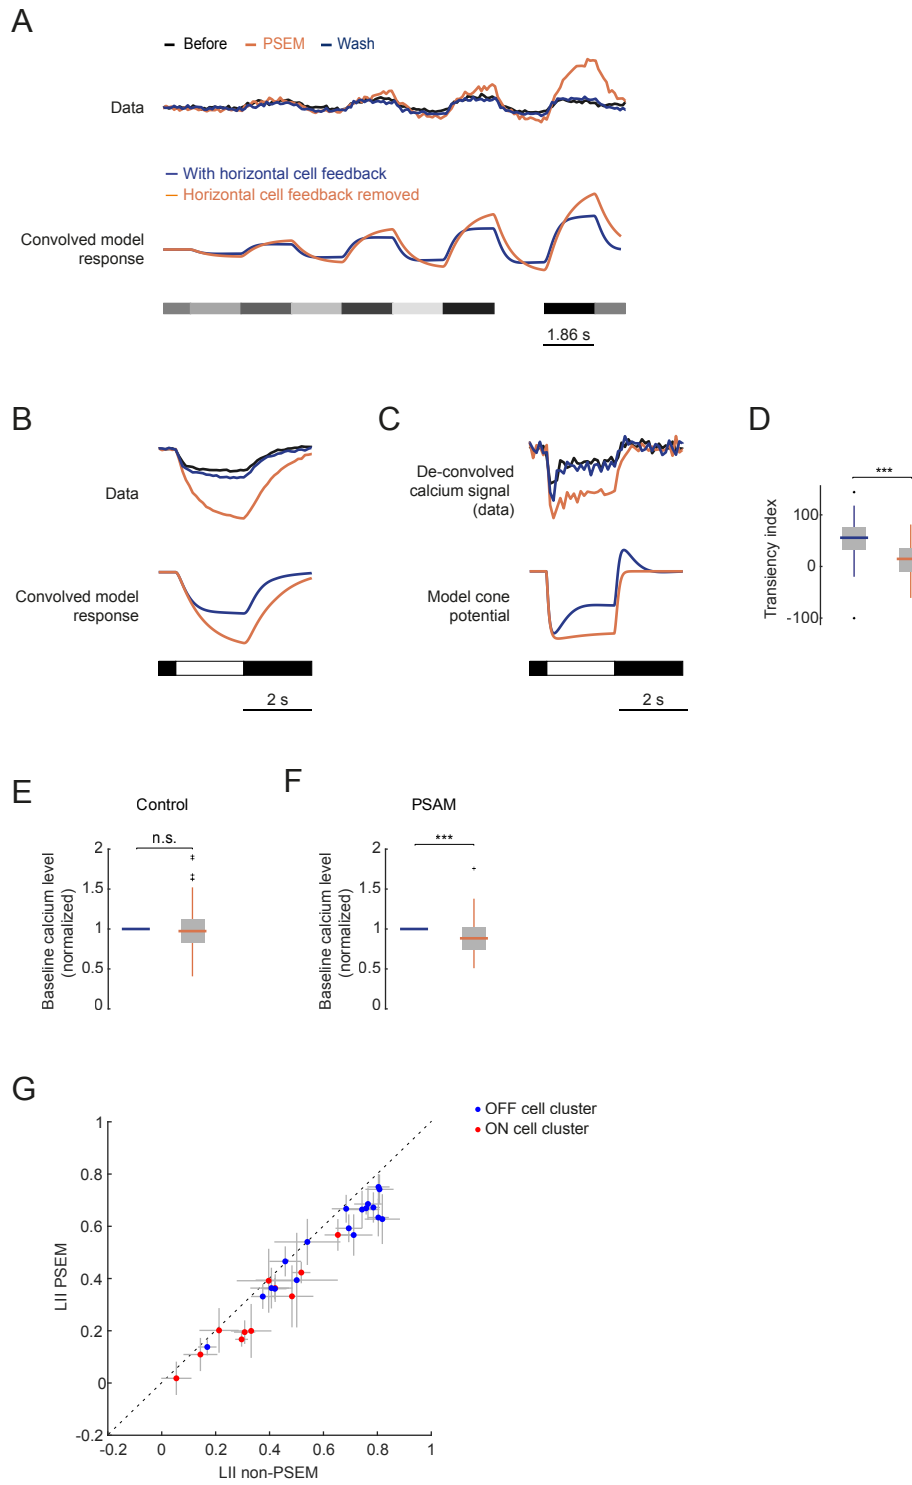 A
Before PSEM Wash
Data
With horizontal cell feedback
Horizontal cell feedback removed
Convolved model
response
1.86 s
B
Data
Convolved model
response
2 s
C
De-convolved
calcium signal
(data)
Model cone
potential
2 s
D
***
Transiency index
100
0
-100
E
Control
n.s.
Baseline calcium level
(normalized)
2
1.5
1
0.5
0
F
PSAM
***
Baseline calcium level
(normalized)
2
1.5
1
0.5
0
G
OFF cell cluster
ON cell cluster
LII PSEM
1
0.8
0.6
0.4
0.2
0
-0.2
-0.2 0 0.2 0.4 0.6 0.8 1
LII non-PSEM